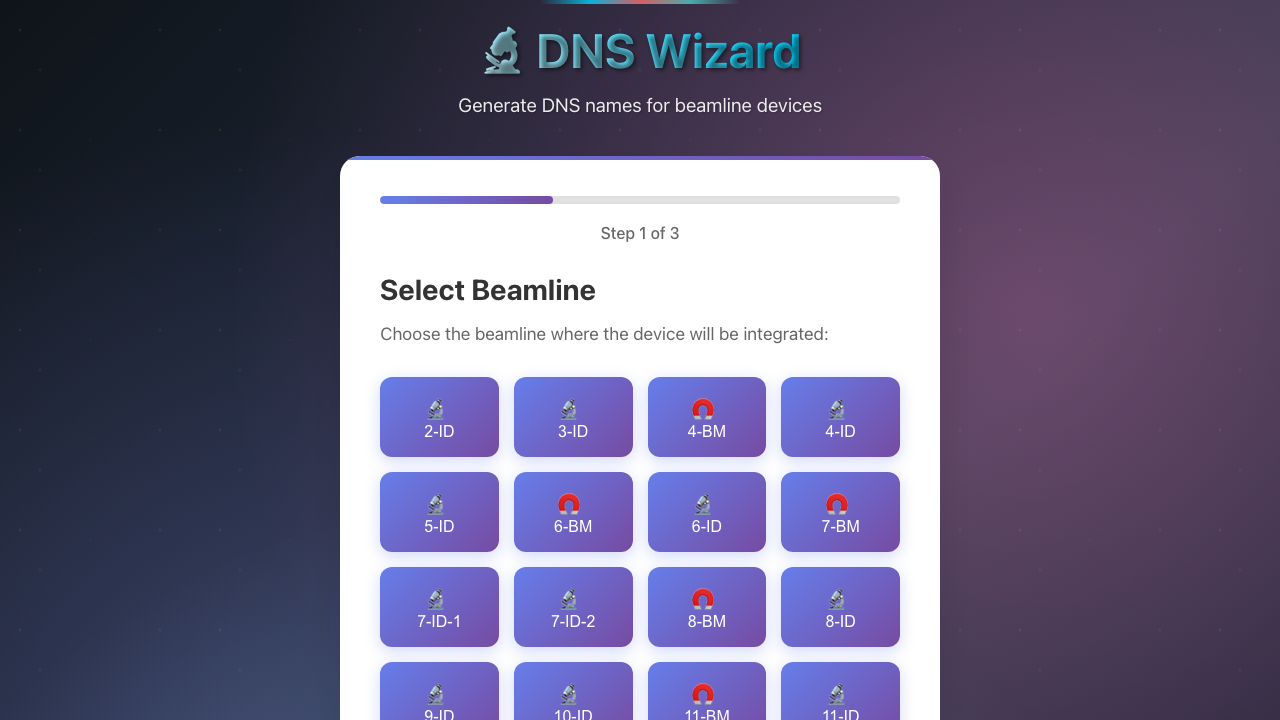 DNS Wizard
Generate DNS names for beamline devices
Step 1 of 3
Select Beamline
Choose the beamline where the device will be integrated:
2-ID
3-ID
4-BM
4-ID
5-ID
6-BM
6-ID
7-BM
7-ID-1
7-ID-2
8-BM
8-ID
9-ID
10-ID
11-BM
11-ID